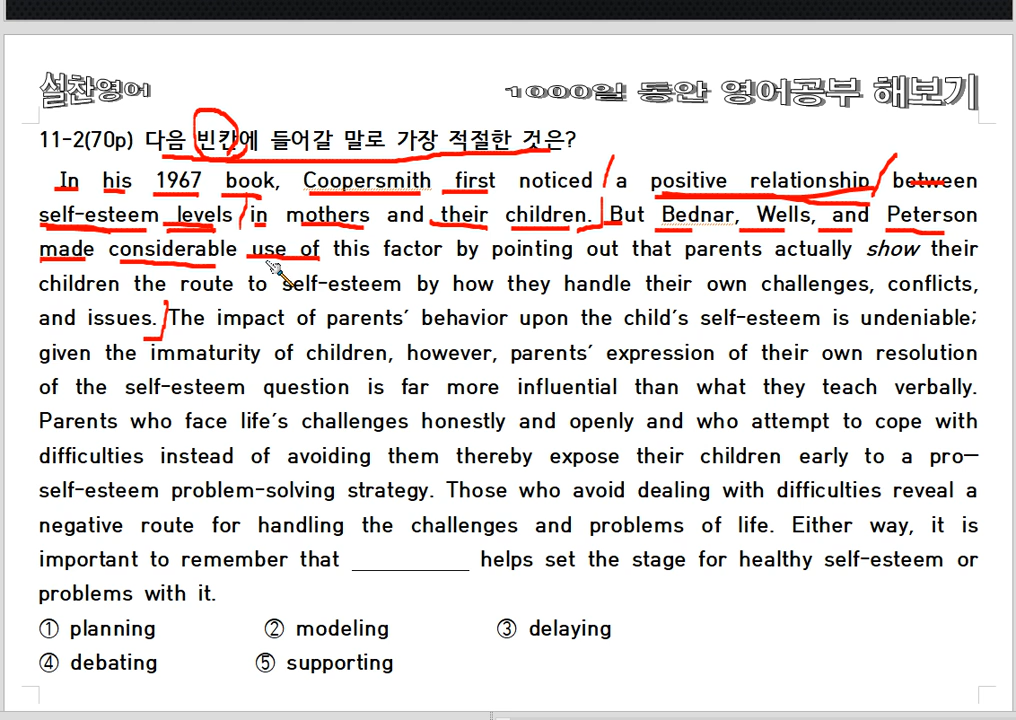 설찬영어 1000일 동안 영어공부 해보기
11-2(70p) 다음 빈칸에 들어갈 말로 가장 적절한 것은?
In his 1967 book, Coopersmith first noticed a positive relationship between
self-esteem levels in mothers and their children. But Bednar, Wells, and Peterson
made considerable use of this factor by pointing out that parents actually show their
children the route to self-esteem by how they handle their own challenges, conflicts,
and issues. The impact of parents' behavior upon the child's self-esteem is undeniable;
given the immaturity of children, however, parents' expression of their own resolution
of the self-esteem question is far more influential than what they teach verbally.
Parents who face life's challenges honestly and openly and who attempt to cope with
difficulties instead of avoiding them thereby expose their children early to a pro—
self-esteem problem-solving strategy. Those who avoid dealing with difficulties reveal a
negative route for handling the challenges and problems of life. Either way, it is
important to remember that __________ helps set the stage for healthy self-esteem or
problems with it.
① planning ② modeling ③ delaying
④ debating ⑤ supporting